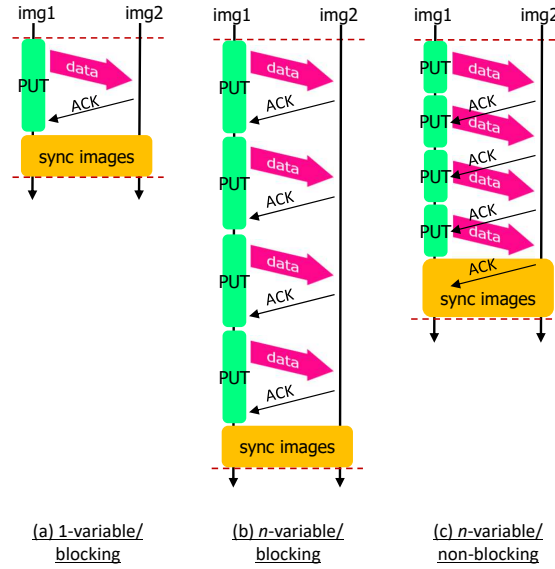 img1 img2
PUT
data
ACK
sync images
(a) 1-variable/
blocking
img1 img2
PUT
data
ACK
PUT
data
ACK
PUT
data
ACK
PUT
data
ACK
sync images
(b) n-variable/
blocking
img1 img2
PUT
data
ACK
PUT
data
ACK
PUT
data
ACK
PUT
data
ACK
sync images
(c) n-variable/
non-blocking